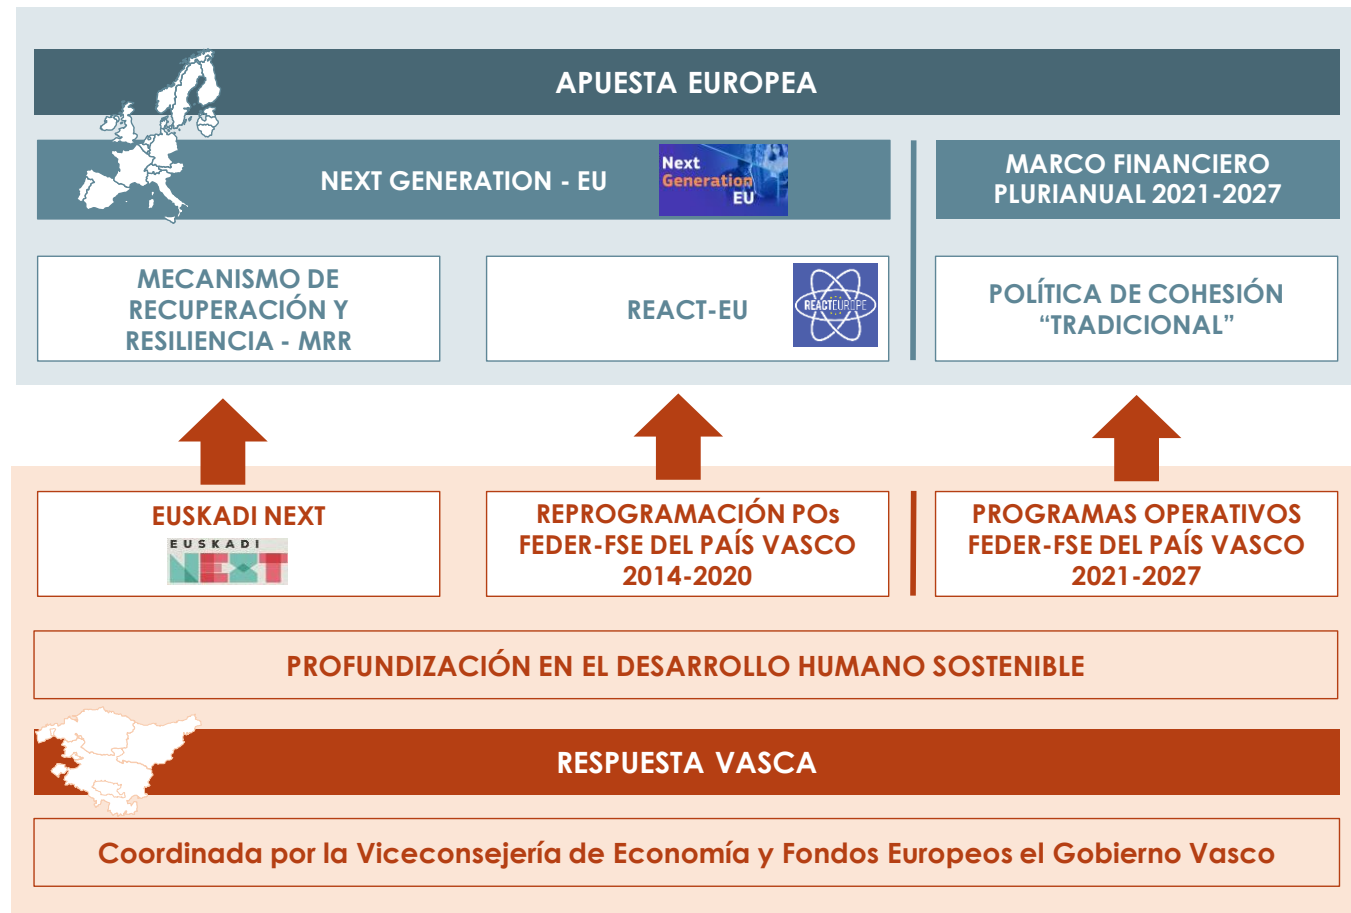 APUESTA EUROPEA
NEXT GENERATION - EU
Next
Generation
EU
MARCO FINANCIERO
PLURIANUAL 2021-2027
MECANISMO DE
RECUPERACIÓN Y
RESILIENCIA - MRR
REACT-EU
REACTEUROPE
POLÍTICA DE COHESIÓN
“TRADICIONAL”
EUSKADI NEXT
EUSKADI
NEXT
REPROGRAMACIÓN POs
FEDER-FSE DEL PAÍS VASCO
2014-2020
PROGRAMAS OPERATIVOS
FEDER-FSE DEL PAÍS VASCO
2021-2027
PROFUNDIZACIÓN EN EL DESARROLLO HUMANO SOSTENIBLE
RESPUESTA VASCA
Coordinada por la Viceconsejería de Economía y Fondos Europeos el Gobierno Vasco